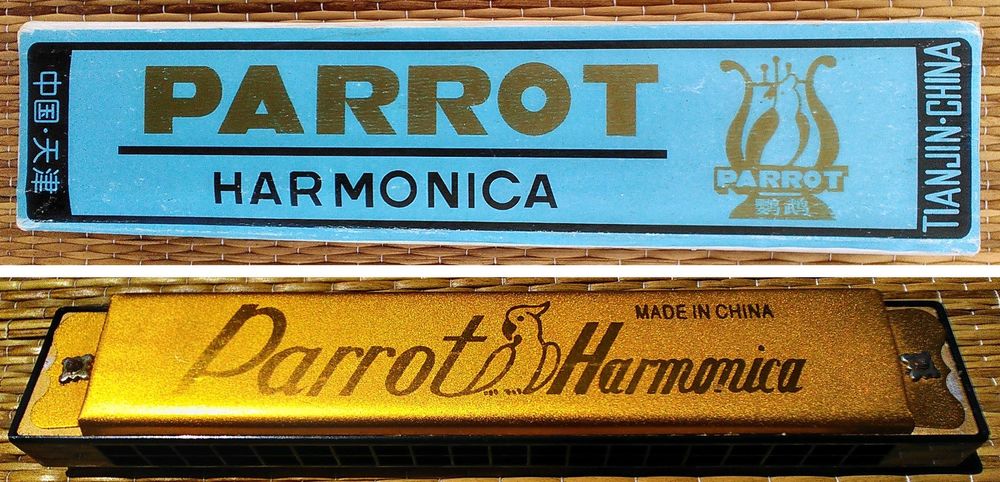 中国·天津
PARROT
HARMONICA
PARROT
鹦鹉
TIANJIN·CHINA
MADE IN CHINA
Parrot Harmonica